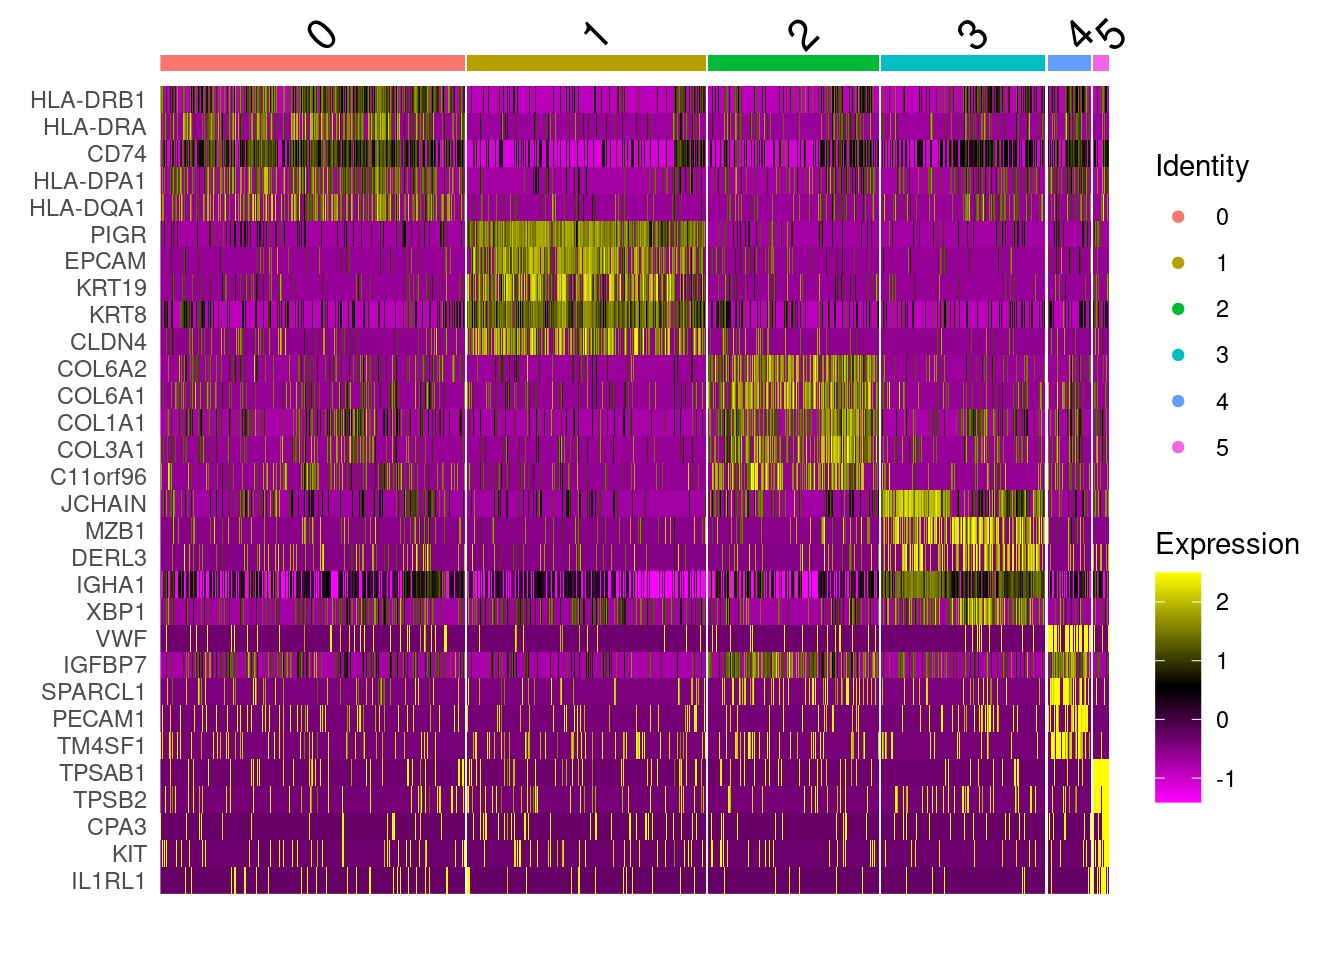 0 1 2 3 4 5
HLA-DRB1
HLA-DRA
CD74
HLA-DPA1
HLA-DQA1
PIGR
EPCAM
KRT19
KRT8
CLDN4
COL6A2
COL6A1
COL1A1
COL3A1
C11orf96
JCHAIN
MZB1
DERL3
IGHA1
XBP1
VWF
IGFBP7
SPARCL1
PECAM1
TM4SF1
TPSAB1
TPSB2
CPA3
KIT
IL1RL1
Identity
0
1
2
3
4
5
Expression
2
1
0
-1